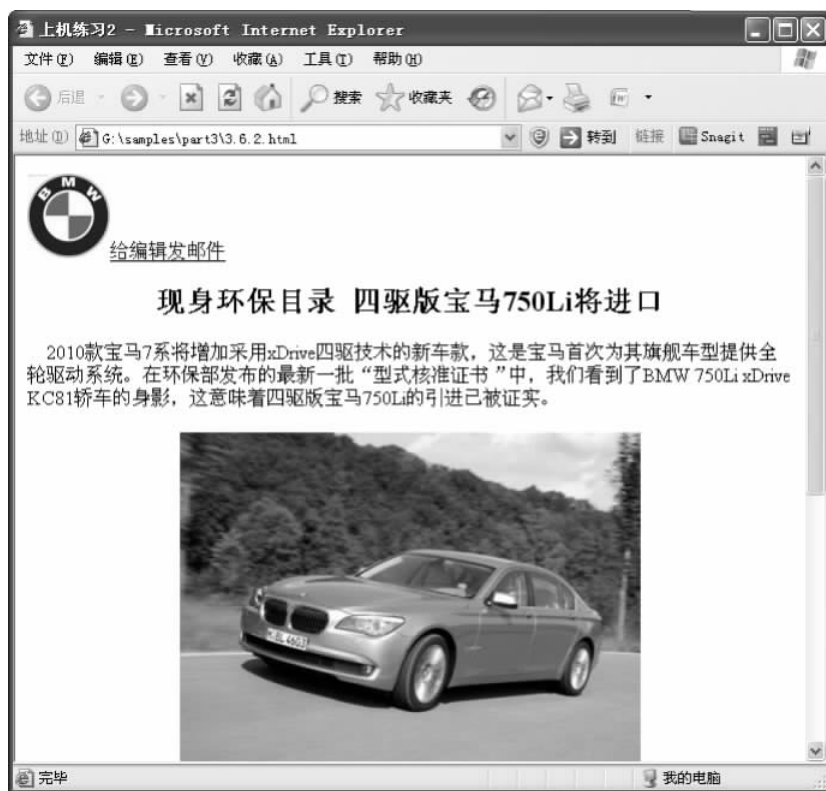 上机练习2 - Microsoft Internet Explorer
文件(F) 编辑(E) 查看(V) 收藏(A) 工具(T) 帮助(H)
后退 搜索 收藏夹
地址(D) G:\samples\part3\3.6.2.html 转到 链接 SnagIt
BMW
给编辑发邮件
现身环保目录 四驱版宝马750Li将进口
2010款宝马7系将增加采用xDrive四驱技术的新车款，这是宝马首次为其旗舰车型提供全
轮驱动系统。在环保部发布的最新一批“型式核准证书”中，我们看到了BMW 750Li xDrive
KC81轿车的身影，这意味着四驱版宝马750Li的引进已被证实。
M·BL 4603
完毕 我的电脑